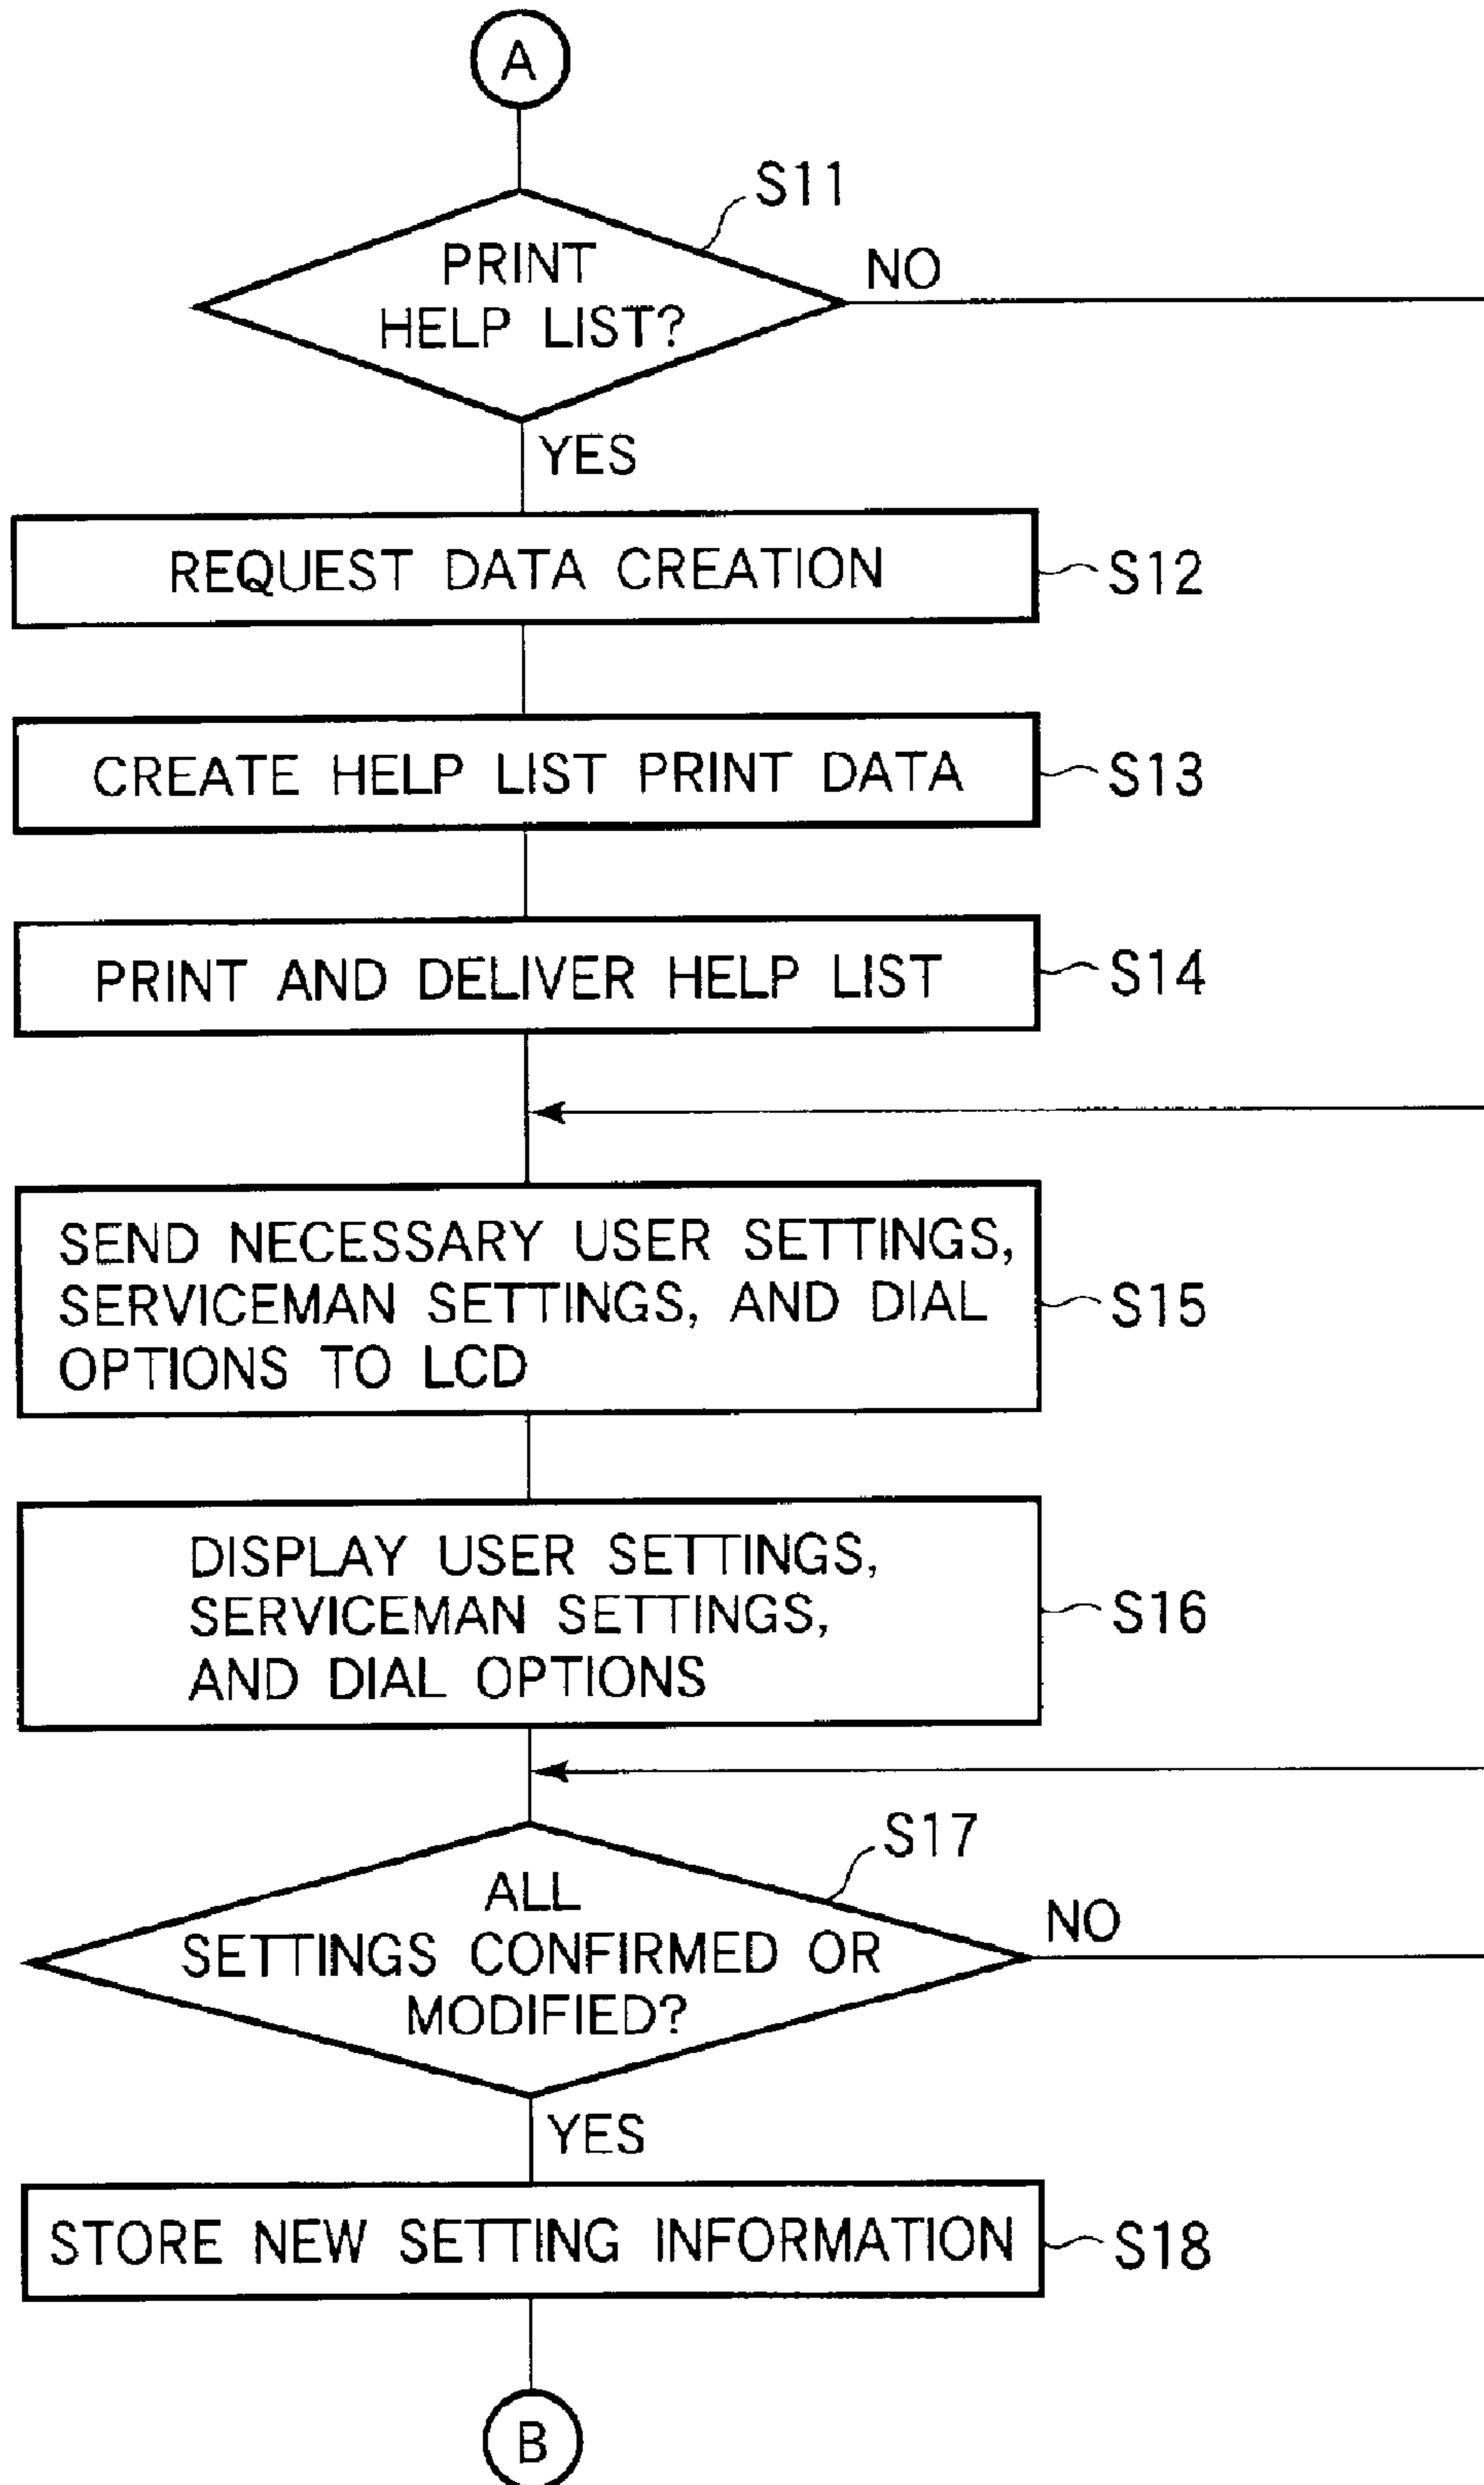 A
S11
PRINT
HELP LIST?
NO
YES
REQUEST DATA CREATION
S12
CREATE HELP LIST PRINT DATA
S13
PRINT AND DELIVER HELP LIST
S14
SEND NECESSARY USER SETTINGS,
SERVICEMAN SETTINGS, AND DIAL
OPTIONS TO LCD
S15
DISPLAY USER SETTINGS,
SERVICEMAN SETTINGS,
AND DIAL OPTIONS
S16
S17
ALL
SETTINGS CONFIRMED OR
MODIFIED?
NO
YES
STORE NEW SETTING INFORMATION
S18
B